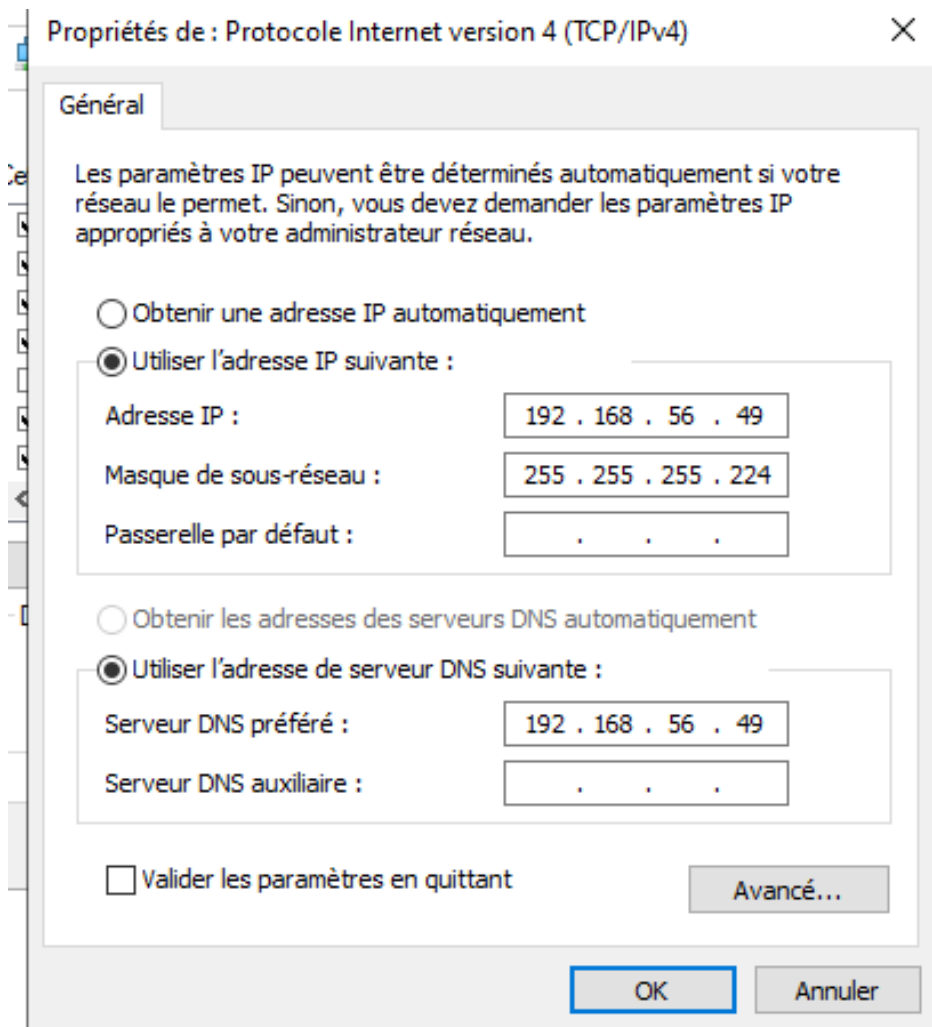 Propriétés de : Protocole Internet version 4 (TCP/IPv4)
Général
Les paramètres IP peuvent être déterminés automatiquement si votre
réseau le permet. Sinon, vous devez demander les paramètres IP
appropriés à votre administrateur réseau.
Obtenir une adresse IP automatiquement
Utiliser l'adresse IP suivante :
Adresse IP : 192 . 168 . 56 . 49
Masque de sous-réseau : 255 . 255 . 255 . 224
Passerelle par défaut : . . .
Obtenir les adresses des serveurs DNS automatiquement
Utiliser l'adresse de serveur DNS suivante :
Serveur DNS préféré : 192 . 168 . 56 . 49
Serveur DNS auxiliaire : . . .
Valider les paramètres en quittant
Avancé...
OK Annuler